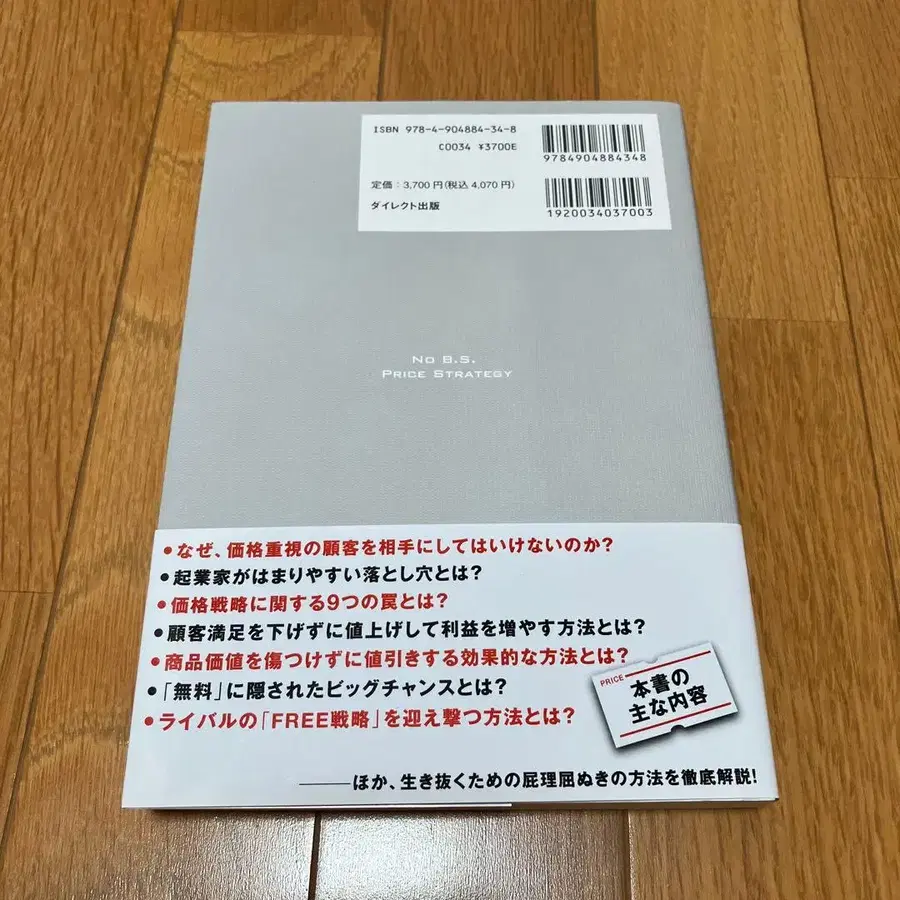 ISBN 978-4-904884-34-8
C0034 ¥3700E
9784904884348
定価：3,700円(税込4,070円)
ダイレクト出版
1920034037003
No B.S.
Price Strategy
•なぜ、価格重視の顧客を相手にしてはいけないのか?
•起業家がはまりやすい落とし穴とは?
•価格戦略に関する9つの罠とは?
•顧客満足を下げずに値上げして利益を増やす方法とは?
•商品価値を傷つけずに値引きする効果的な方法とは?
•「無料」に隠されたビッグチャンスとは?
•ライバルの「FREE戦略」を迎え撃つ方法とは?
PRICE
本書の
主な内容
———ほか、生き抜くための屁理屈ぬきの方法を徹底解説!